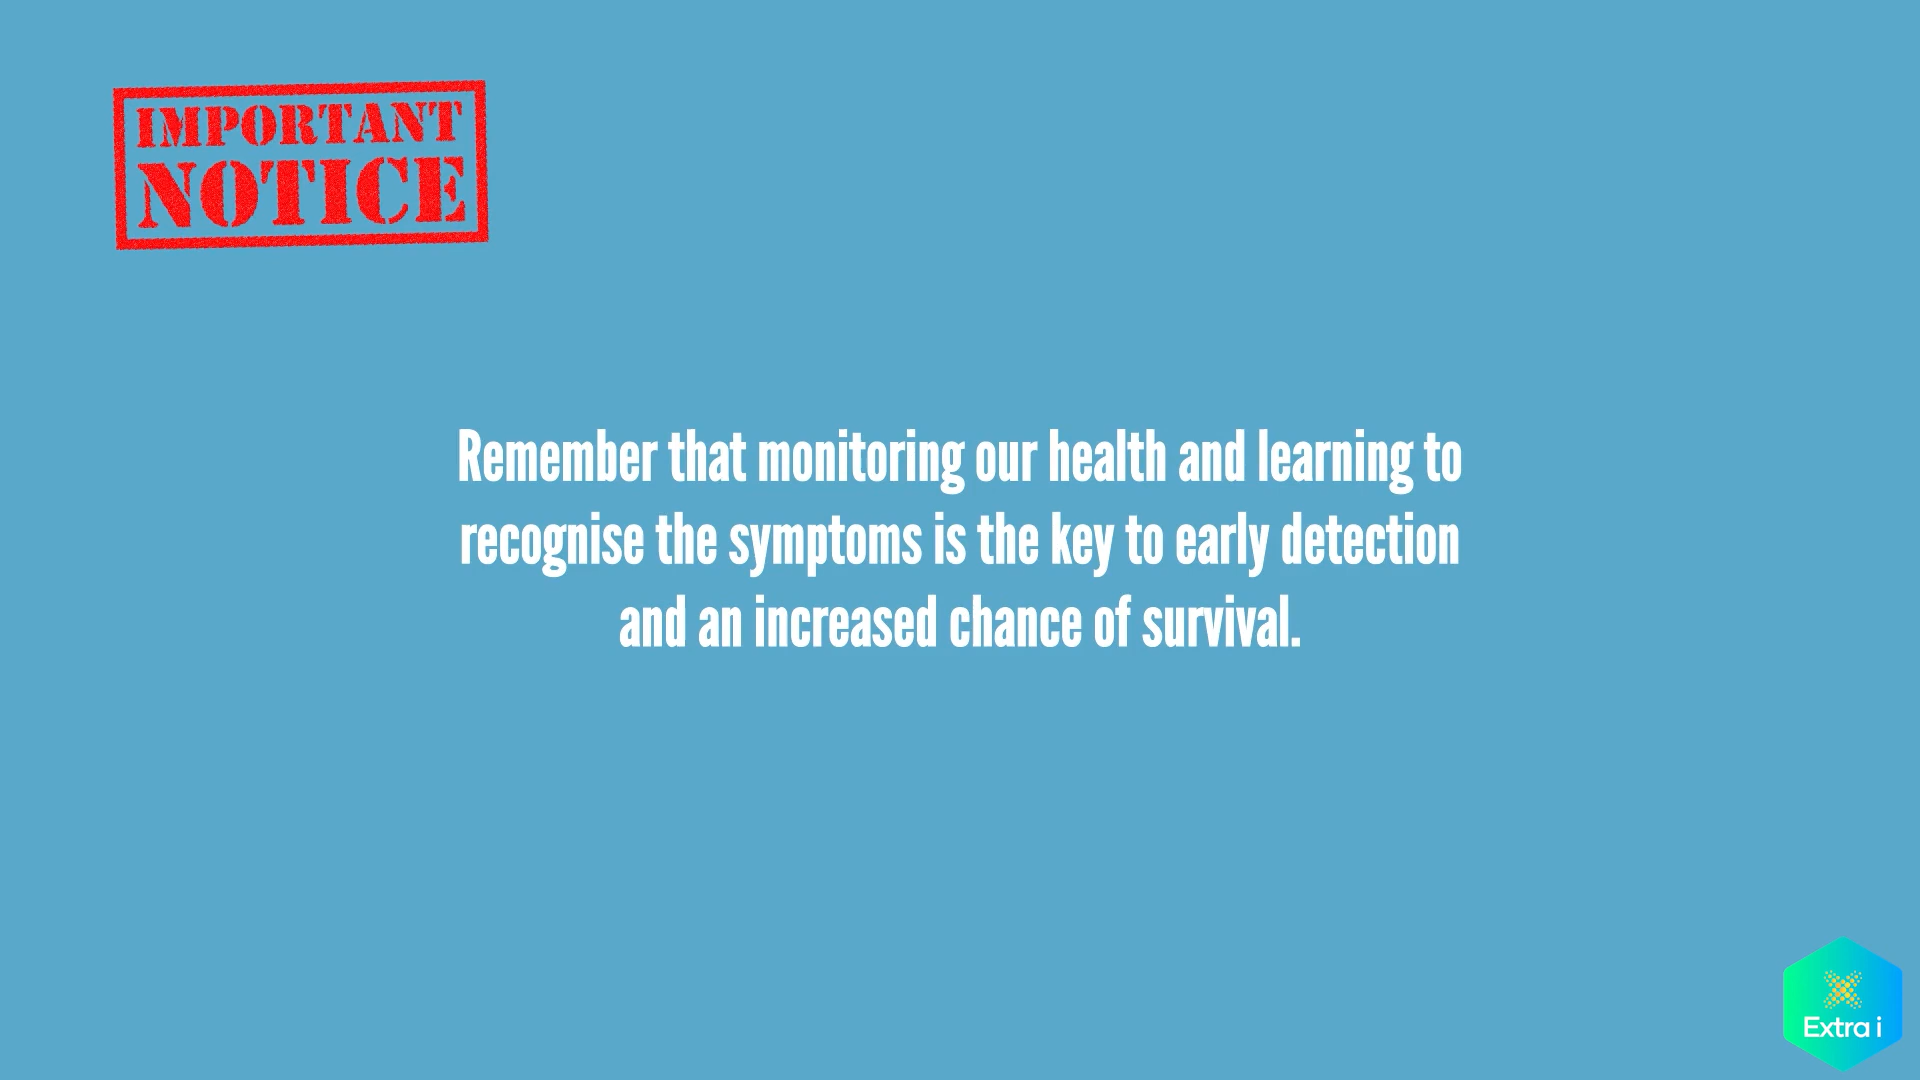 IMPORTANT
NOTICE
Remember that monitoring our health and learning to
recognise the symptoms is the key to early detection
and an increased chance of survival.
Extra i